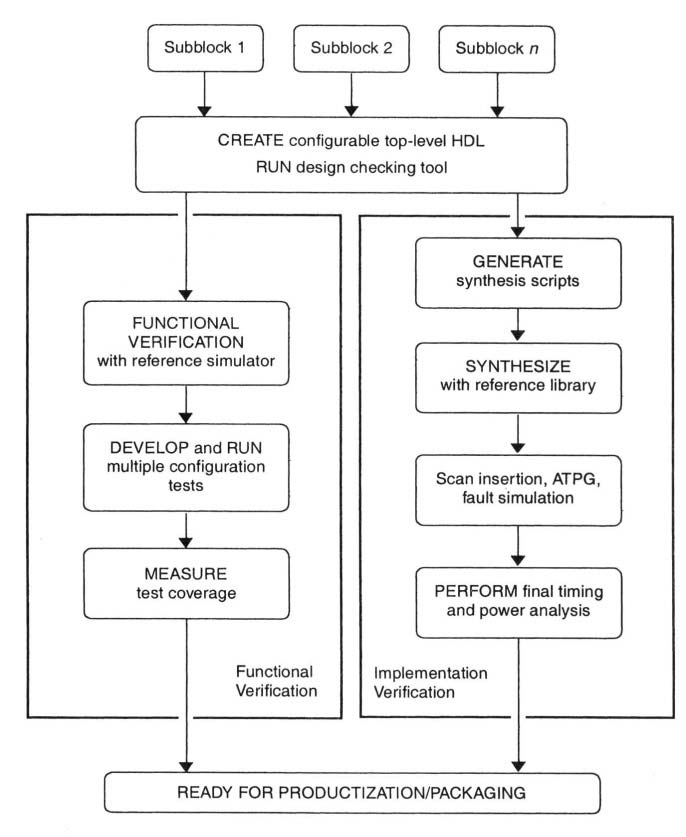 Subblock 1
Subblock 2
Subblock n
CREATE configurable top-level HDL
RUN design checking tool
FUNCTIONAL
VERIFICATION
with reference simulator
DEVELOP and RUN
multiple configuration
tests
MEASURE
test coverage
Functional
Verification
GENERATE
synthesis scripts
SYNTHESIZE
with reference library
Scan insertion, ATPG,
fault simulation
PERFORM final timing
and power analysis
Implementation
Verification
READY FOR PRODUCTIZATION/PACKAGING